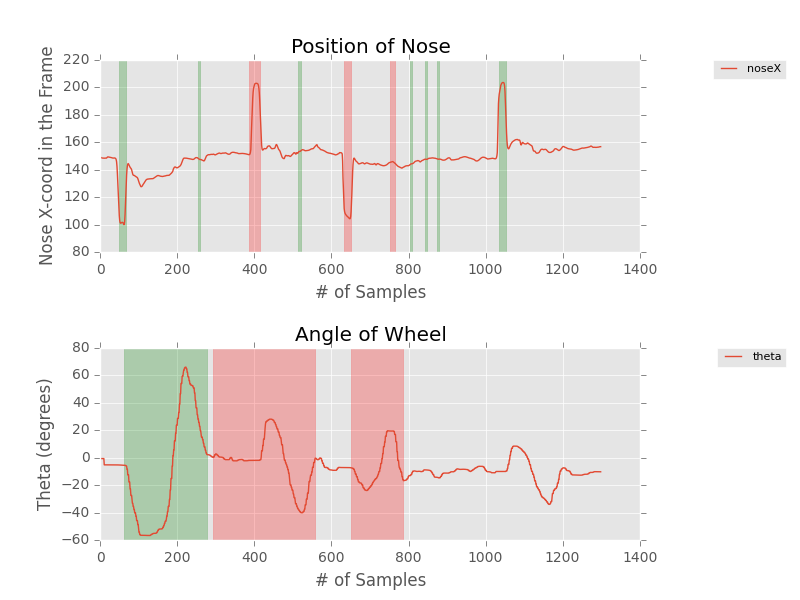 Position of Nose
Nose X-coord in the Frame
220
200
180
160
140
120
100
80
0 200 400 600 800 1000 1200 1400
# of Samples
noseX
Angle of Wheel
Theta (degrees)
80
60
40
20
0
−20
−40
−60
0 200 400 600 800 1000 1200 1400
# of Samples
theta